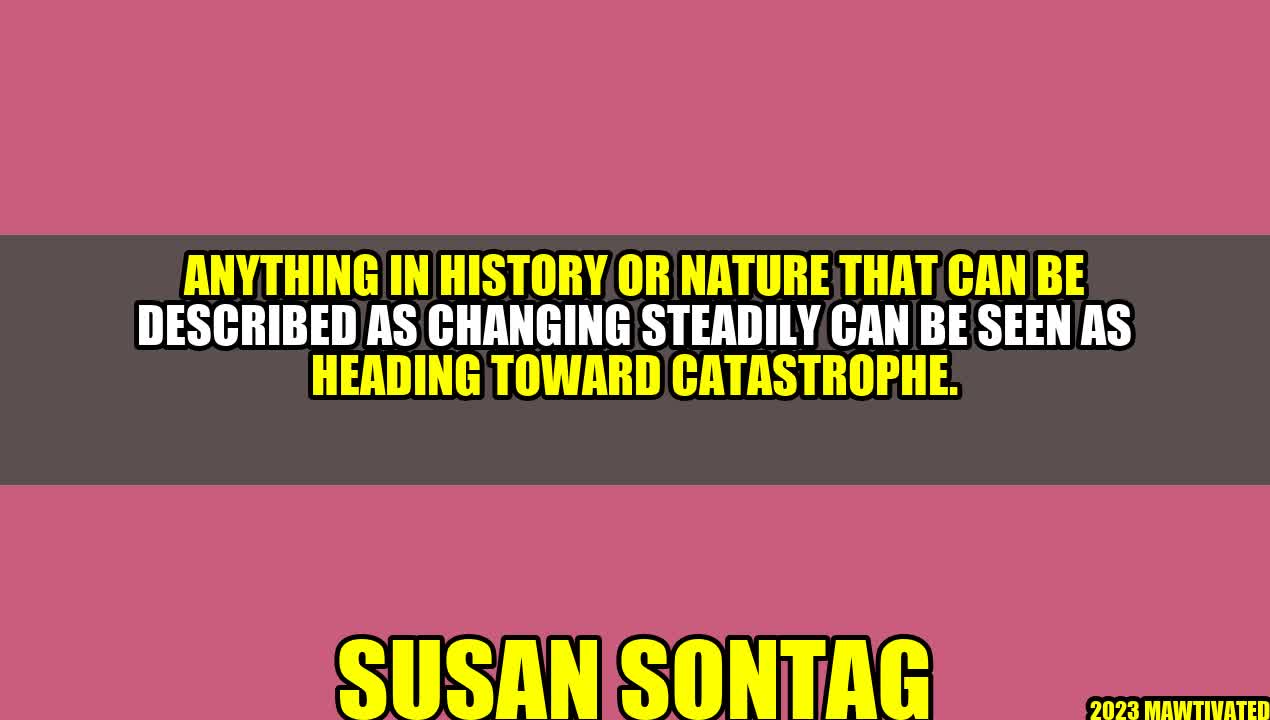 ANYTHING IN HISTORY OR NATURE THAT CAN BE
DESCRIBED AS CHANGING STEADILY CAN BE SEEN AS
HEADING TOWARD CATASTROPHE.
SUSAN SONTAG
2023 MAWTIVATED